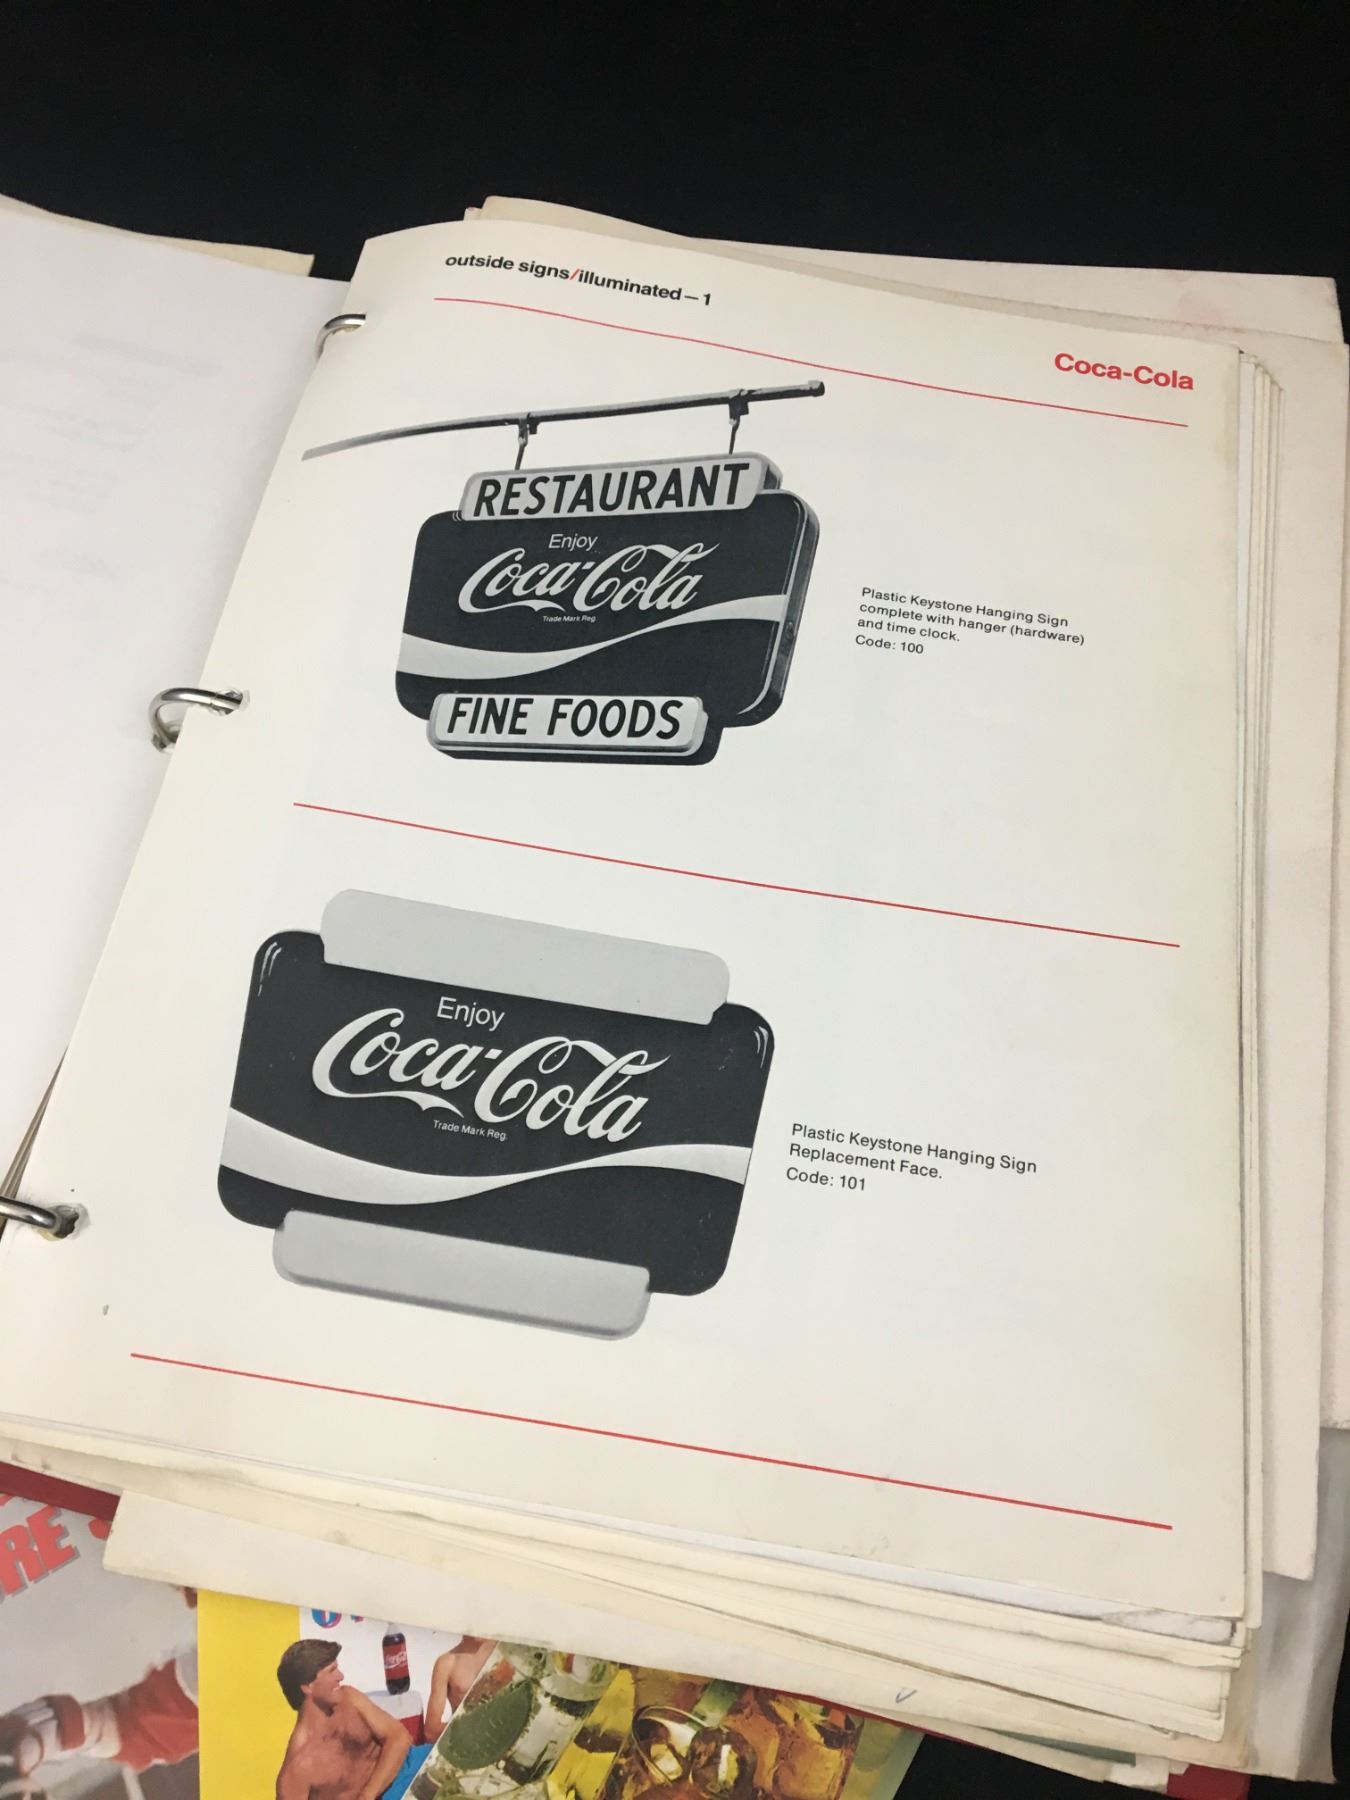 outside signs/illuminated—1
Coca-Cola
RESTAURANT
Enjoy
Coca-Cola
Trade Mark Reg.
FINE FOODS
Plastic Keystone Hanging Sign
complete with hanger (hardware)
and time clock.
Code: 100
Enjoy
Coca-Cola
Trade Mark Reg.
Plastic Keystone Hanging Sign
Replacement Face.
Code: 101